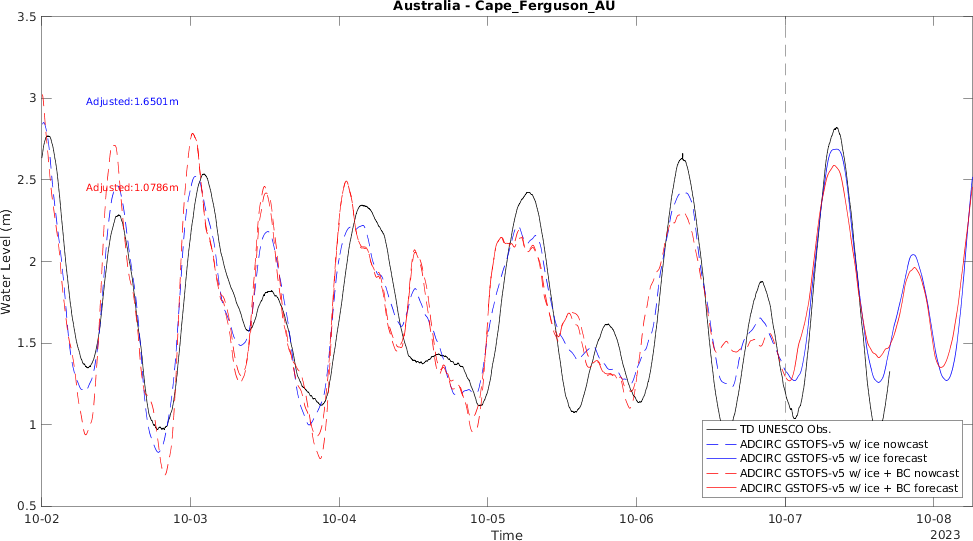 Australia - Cape_Ferguson_AU
3.5
3
2.5
2
1.5
1
0.5
Water Level (m)
Adjusted:1.6501m
Adjusted:1.0786m
TD UNESCO Obs.
ADCIRC GSTOFS-v5 w/ ice nowcast
ADCIRC GSTOFS-v5 w/ ice forecast
ADCIRC GSTOFS-v5 w/ ice + BC nowcast
ADCIRC GSTOFS-v5 w/ ice + BC forecast
10-02 10-03 10-04 10-05 10-06 10-07 10-08
Time
2023